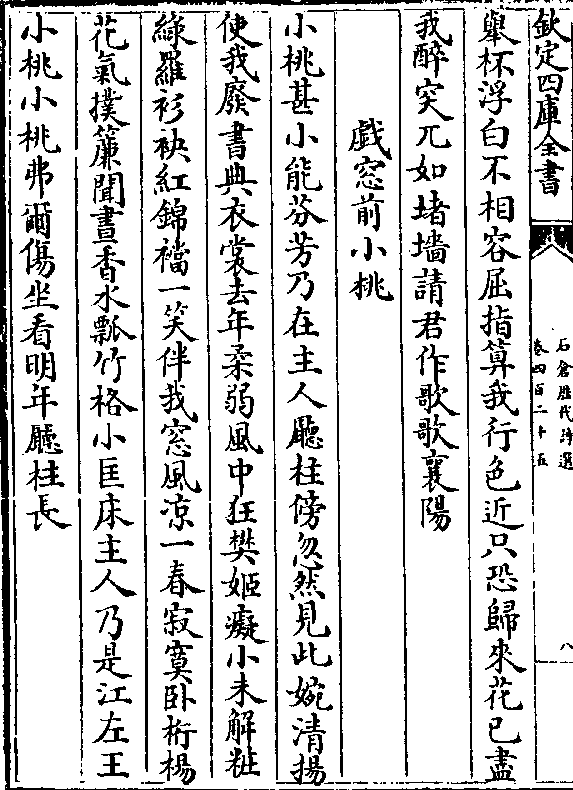 欽定四庫全書
石倉歷代詩選
卷四百二十五
八
舉杯浮白不相容屈指算我行色近只恐歸來花已盡
我醉突兀如堵墻請君作歌歌襄陽
戲窓前小桃
小桃甚小能芬芳乃在主人廳柱傍忽然見此婉清揚
使我廢書典衣裳去年柔弱風中狂樊姬癡小未解粧
綠羅衫袂紅錦襠一笑伴我窓風凉一春寂寞卧桁楊
花氣撲簾聞晝香水瓢竹格小匡床主人乃是江左王
小桃小桃弗爾傷坐看明年廳柱長